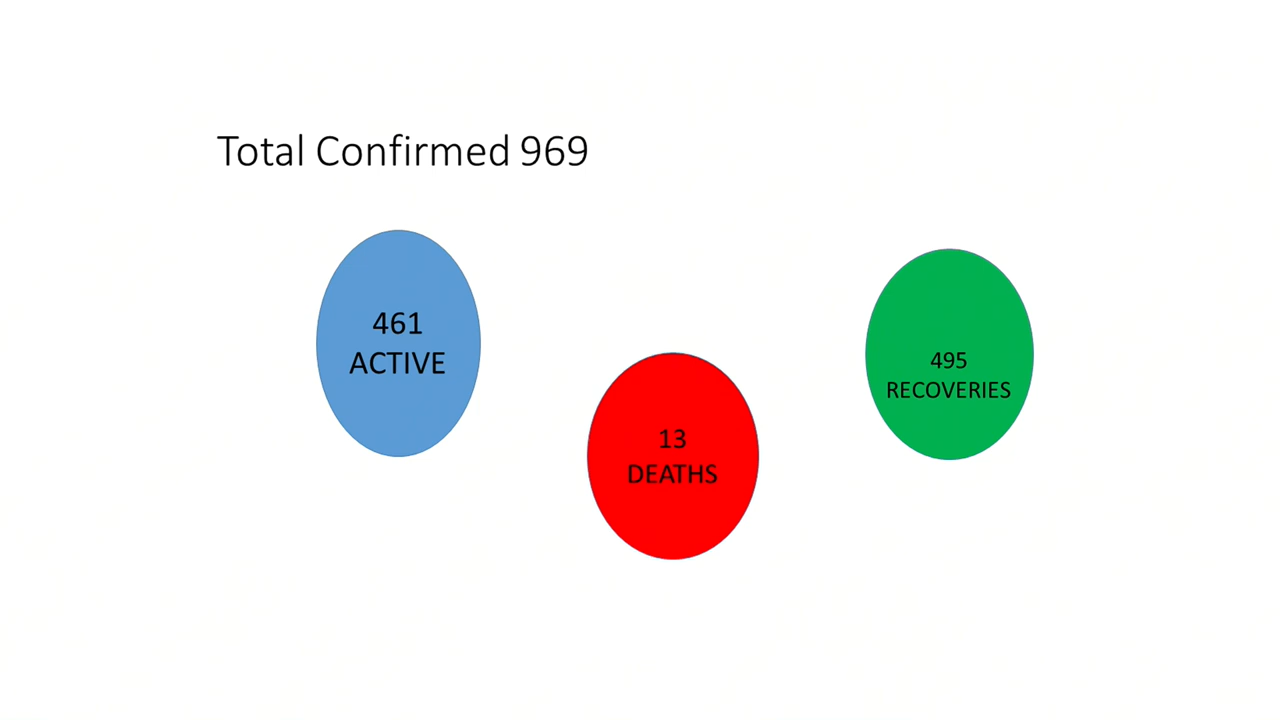 Total Confirmed 969
461
ACTIVE
13
DEATHS
495
RECOVERIES